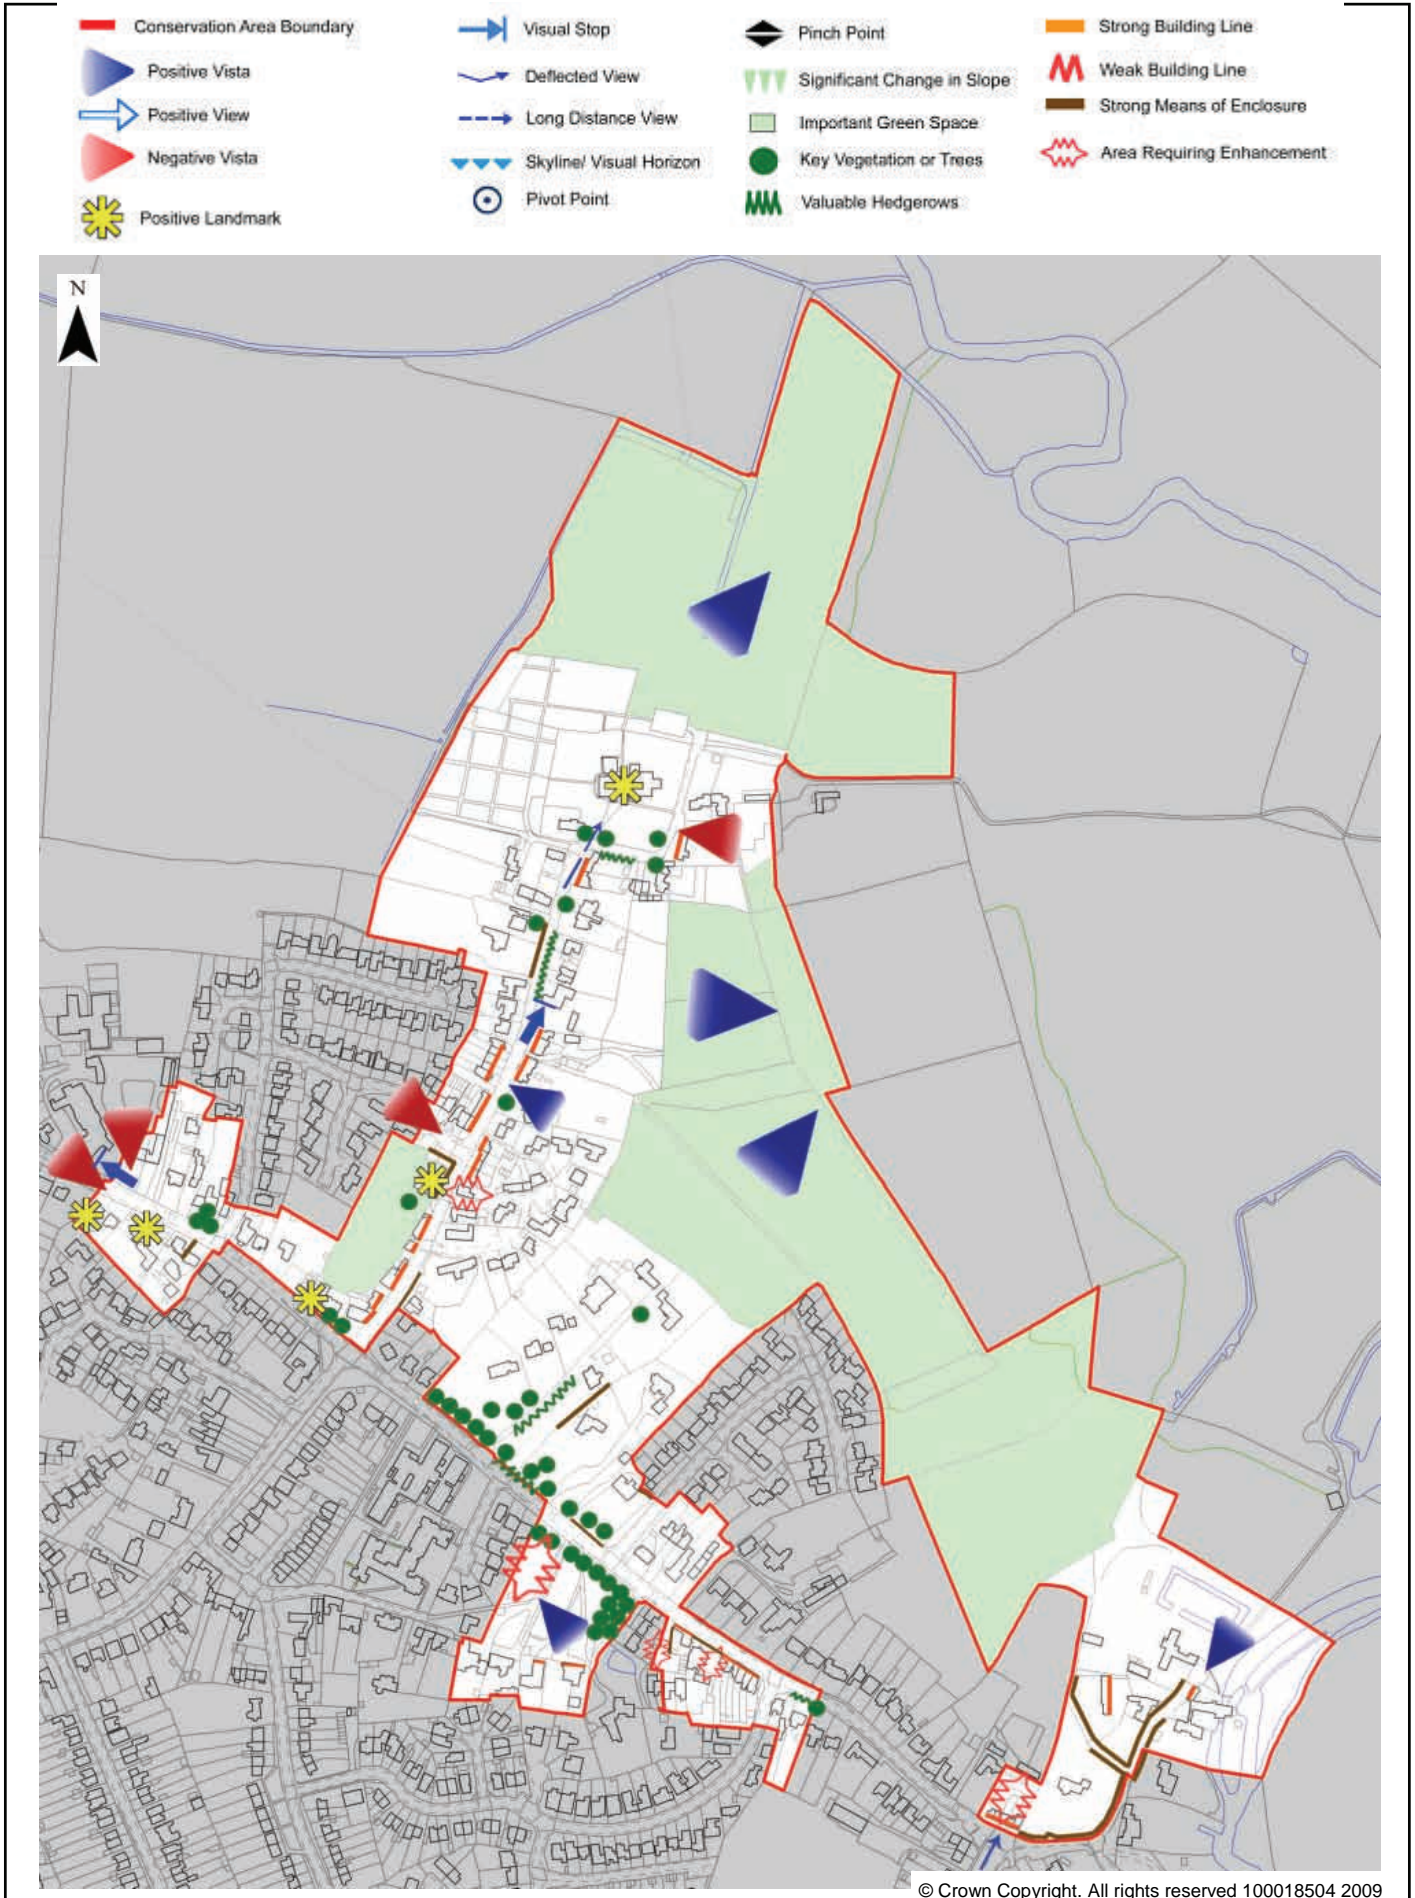 Conservation Area Boundary
Positive Vista
Positive View
Negative Vista
Positive Landmark
Visual Stop
Deflected View
Long Distance View
Skyline/ Visual Horizon
Pivot Point
Pinch Point
Significant Change in Slope
Important Green Space
Key Vegetation or Trees
Valuable Hedgerows
Strong Building Line
Weak Building Line
Strong Means of Enclosure
Area Requiring Enhancement
N
© Crown Copyright. All rights reserved 100018504 2009